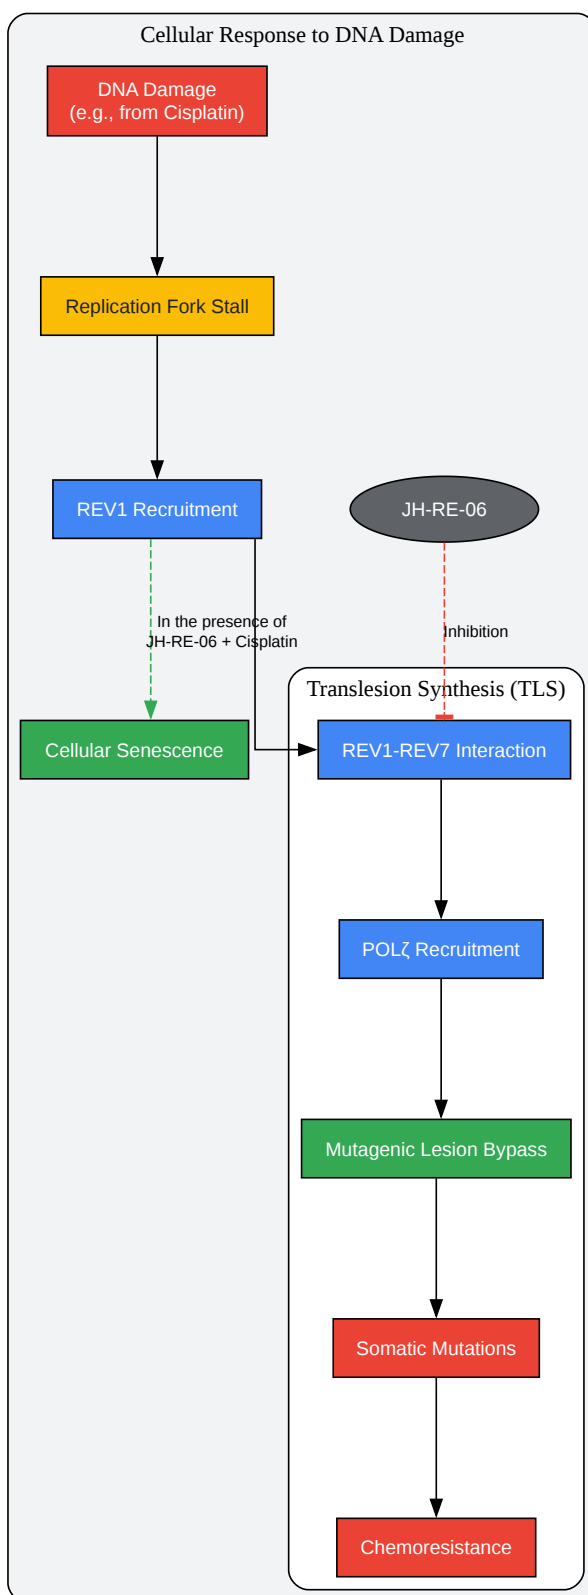 Cellular Response to DNA Damage
DNA Damage
(e.g., from Cisplatin)
Replication Fork Stall
REV1 Recruitment
JH-RE-06
In the presence of
JH-RE-06 + Cisplatin
Inhibition
Translesion Synthesis (TLS)
Cellular Senescence
REV1-REV7 Interaction
POLζ Recruitment
Mutagenic Lesion Bypass
Somatic Mutations
Chemoresistance